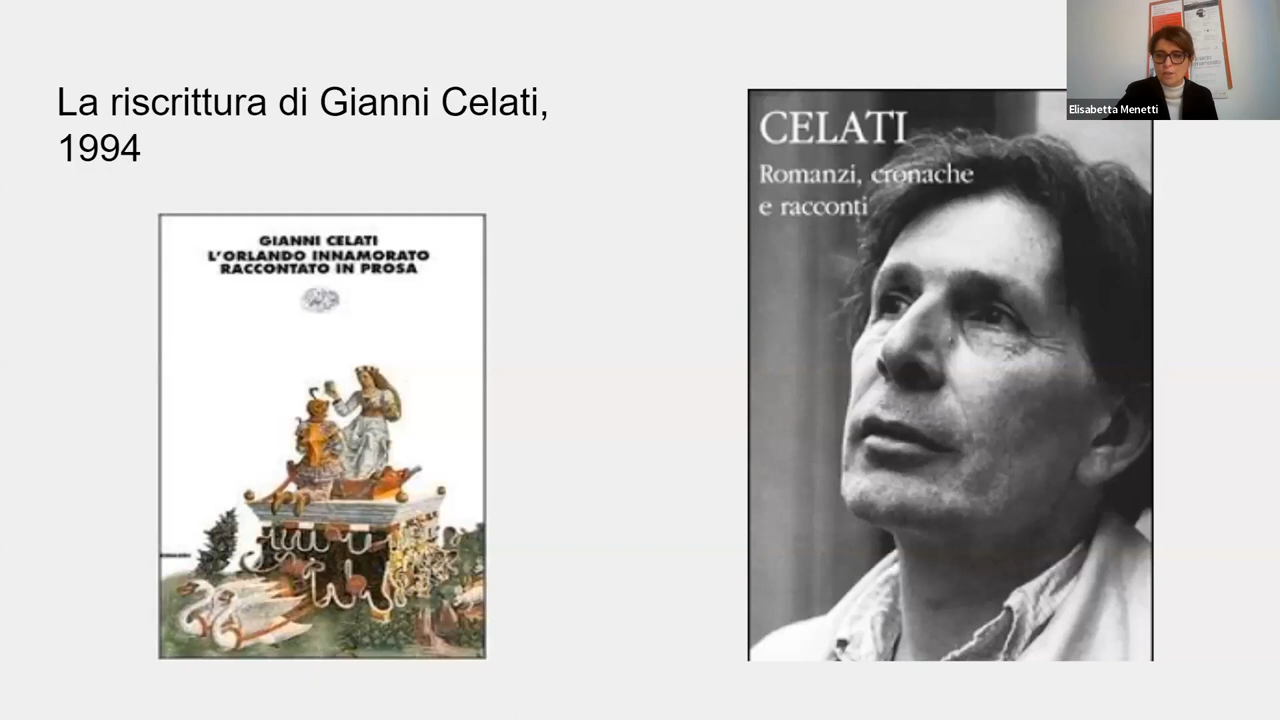 La riscrittura di Gianni Celati,
1994
GIANNI CELATI
L'ORLANDO INNAMORATO
RACCONTATO IN PROSA
CELATI
Romanzi, cronache
e racconti
Elisabetta Menetti